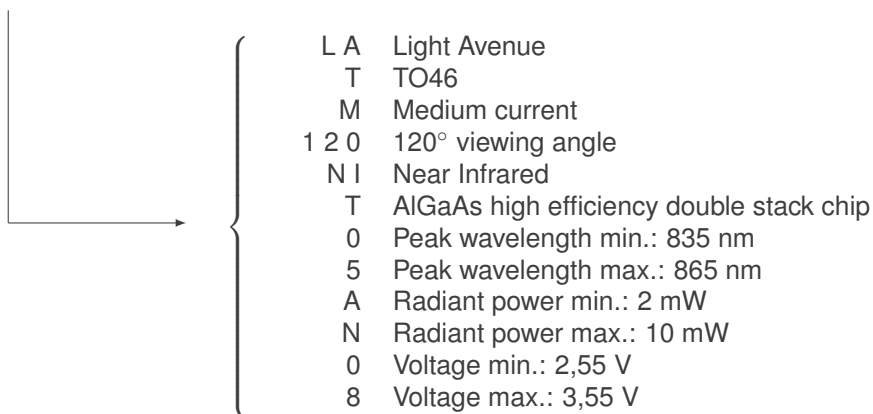 L A Light Avenue
T TO46
M Medium current
1 2 0 120° viewing angle
N I Near Infrared
T AlGaAs high efficiency double stack chip
0 Peak wavelength min.: 835 nm
5 Peak wavelength max.: 865 nm
A Radiant power min.: 2 mW
N Radiant power max.: 10 mW
0 Voltage min.: 2,55 V
8 Voltage max.: 3,55 V